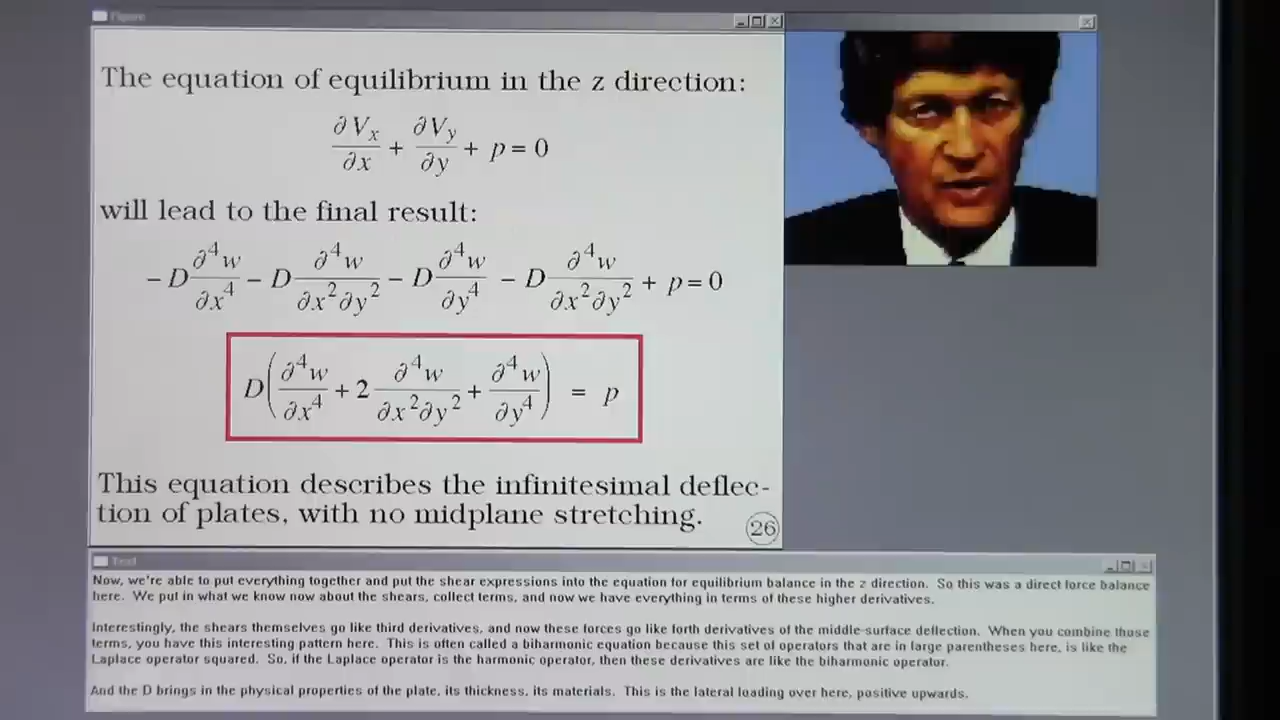 Figure
The equation of equilibrium in the z direction:
∂Vₓ/∂x + ∂Vᵧ/∂y + p = 0
will lead to the final result:
− D ∂⁴w/∂x⁴ − D ∂⁴w/∂x²∂y² − D ∂⁴w/∂y⁴ − D ∂⁴w/∂x²∂y² + p = 0
D(∂⁴w/∂x⁴ + 2 ∂⁴w/∂x²∂y² + ∂⁴w/∂y⁴) = p
This equation describes the infinitesimal deflec-
tion of plates, with no midplane stretching.
26
Text
Now, we're able to put everything together and put the shear expressions into the equation for equilibrium balance in the z direction. So this was a direct force balance
here. We put in what we know now about the shears, collect terms, and now we have everything in terms of these higher derivatives.
Interestingly, the shears themselves go like third derivatives, and now these forces go like forth derivatives of the middle-surface deflection. When you combine those
terms, you have this interesting pattern here. This is often called a biharmonic equation because this set of operators that are in large parentheses here, is like the
Laplace operator squared. So, if the Laplace operator is the harmonic operator, then these derivatives are like the biharmonic operator.
And the D brings in the physical properties of the plate, its thickness, its materials. This is the lateral loading over here, positive upwards.